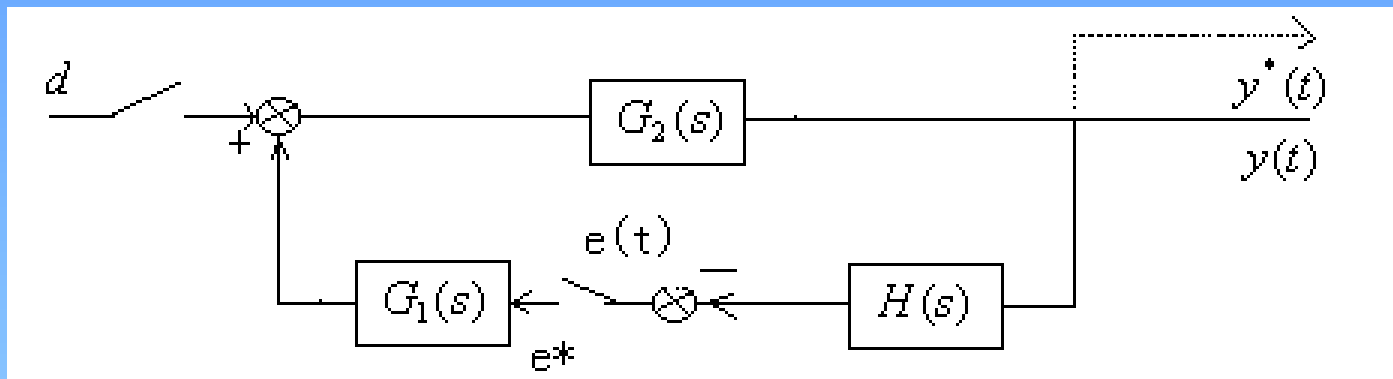 d
+
G₂(s)
y*(t)
y(t)
e(t)
—
G₁(s)
e*
H(s)